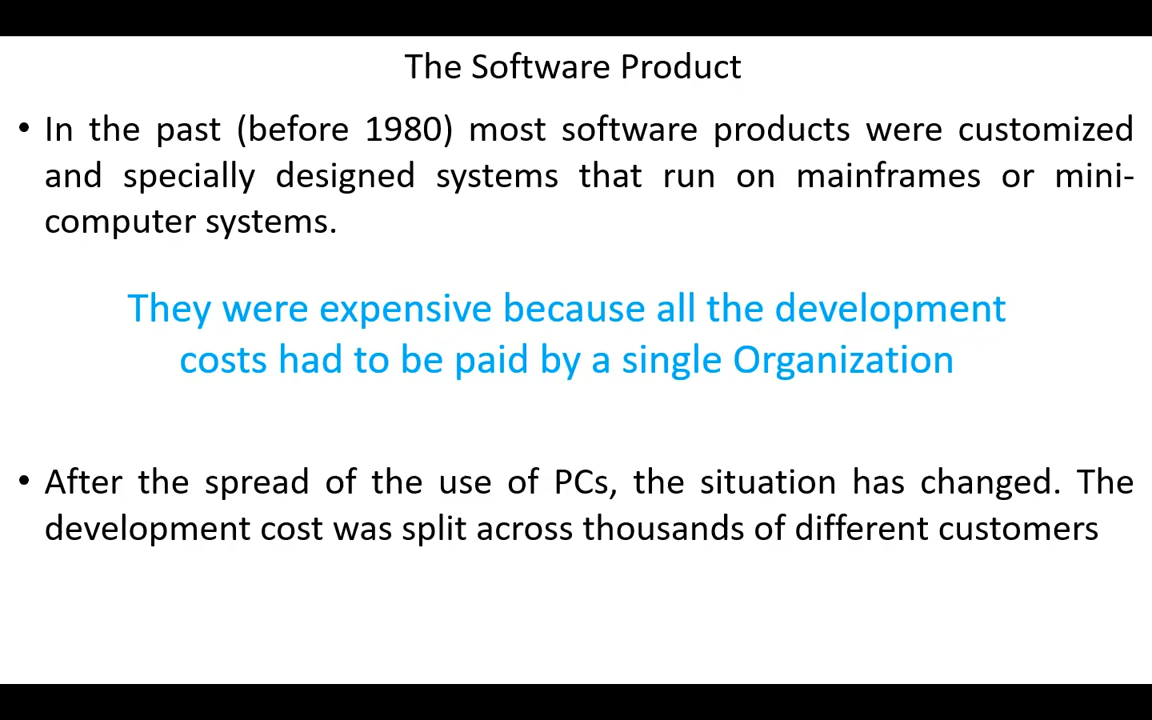 The Software Product
• In the past (before 1980) most software products were customized
and specially designed systems that run on mainframes or mini-
computer systems.
They were expensive because all the development
costs had to be paid by a single Organization
• After the spread of the use of PCs, the situation has changed. The
development cost was split across thousands of different customers